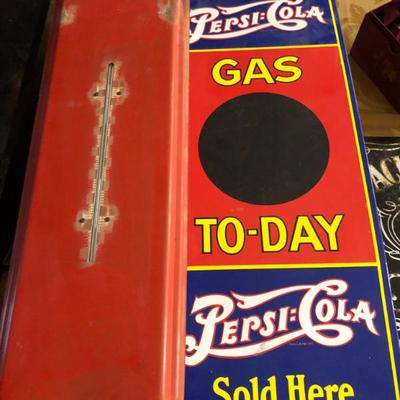 PEPSI:COLA
GAS
TO-DAY
PEPSI:COLA
Sold Here